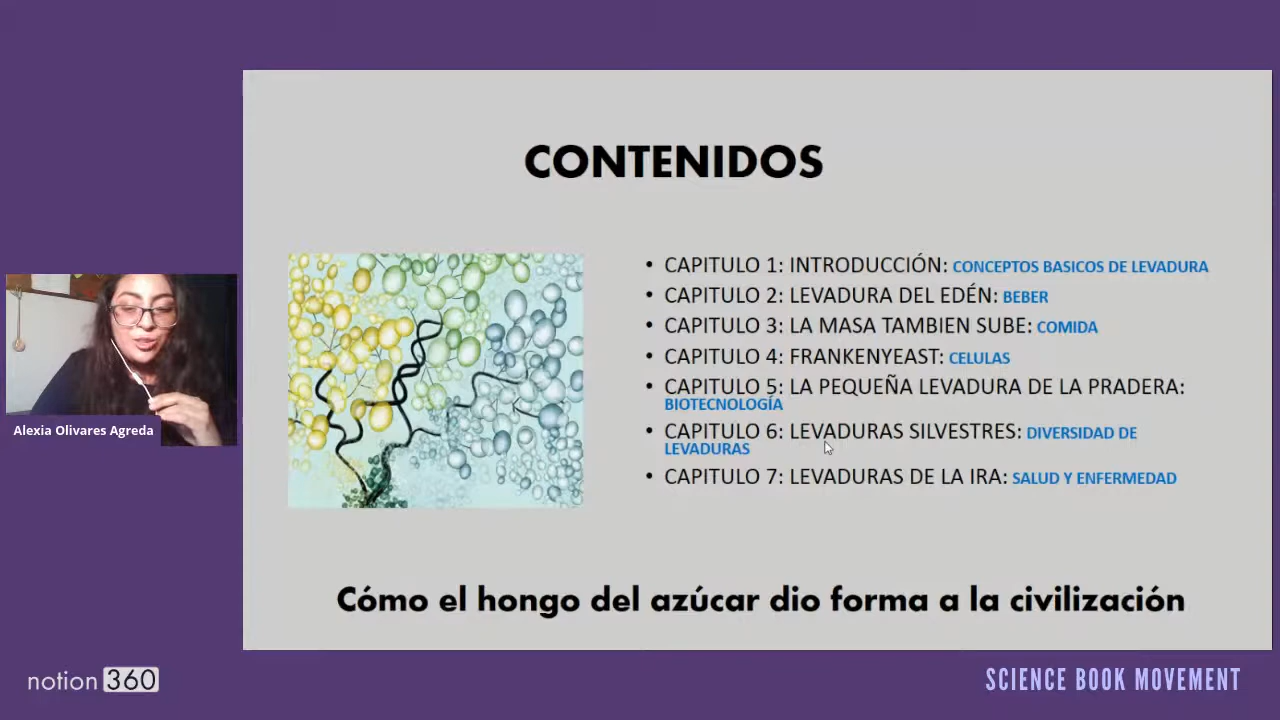 CONTENIDOS
• CAPITULO 1: INTRODUCCIÓN: CONCEPTOS BASICOS DE LEVADURA
• CAPITULO 2: LEVADURA DEL EDÉN: BEBER
• CAPITULO 3: LA MASA TAMBIEN SUBE: COMIDA
• CAPITULO 4: FRANKENYEAST: CELULAS
• CAPITULO 5: LA PEQUEÑA LEVADURA DE LA PRADERA:
BIOTECNOLOGÍA
• CAPITULO 6: LEVADURAS SILVESTRES: DIVERSIDAD DE
LEVADURAS
• CAPITULO 7: LEVADURAS DE LA IRA: SALUD Y ENFERMEDAD
Alexia Olivares Agreda
Cómo el hongo del azúcar dio forma a la civilización
notion 360
SCIENCE BOOK MOVEMENT